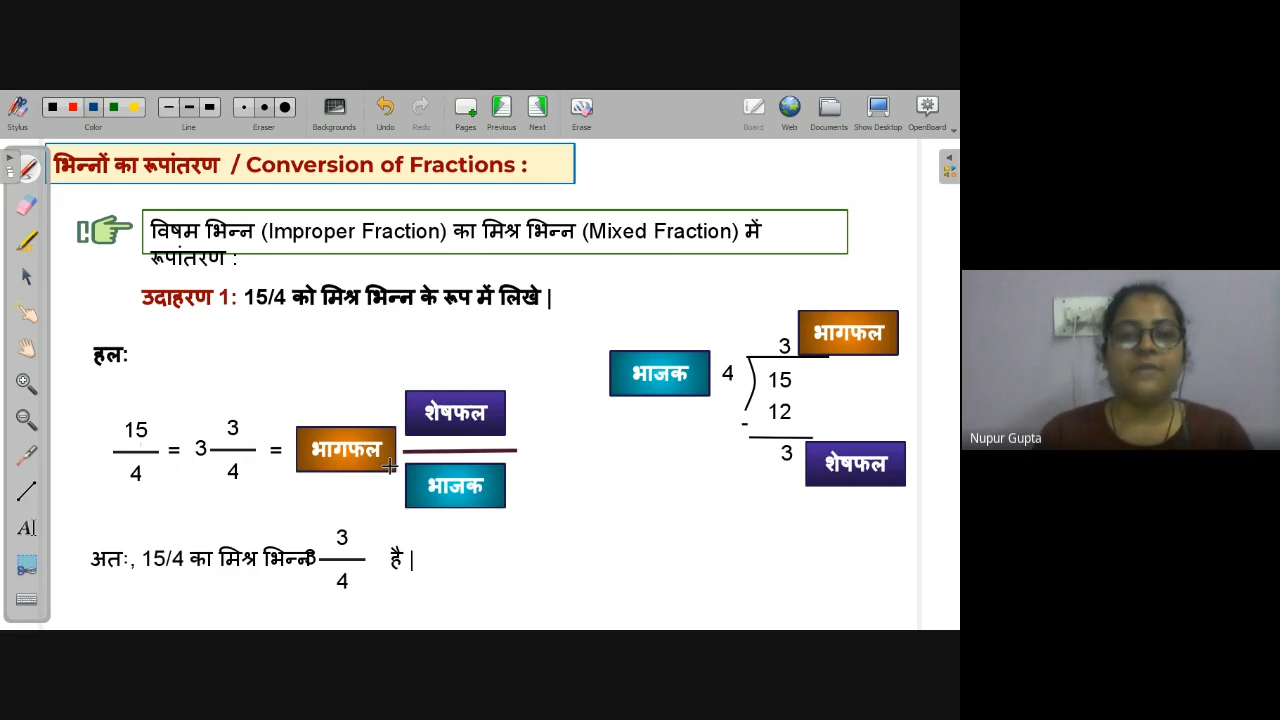 Stylus
Color
Line
Eraser
Backgrounds
Undo
Redo
Pages
Previous
Next
Erase
Board
Web
Documents
Show Desktop
OpenBoard
भिन्नों का रूपांतरण / Conversion of Fractions :
विषम भिन्न (Improper Fraction) का मिश्र भिन्न (Mixed Fraction) में
रूपांतरण :
उदाहरण 1: 15/4 को मिश्र भिन्न के रूप में लिखे |
हल:
15
4
= 3
3
4
=
भागफल
शेषफल
भाजक
भाजक
4
3
भागफल
15
12
-
3
शेषफल
अतः, 15/4 का मिश्र भिन्न 3
3
4
है |
Nupur Gupta